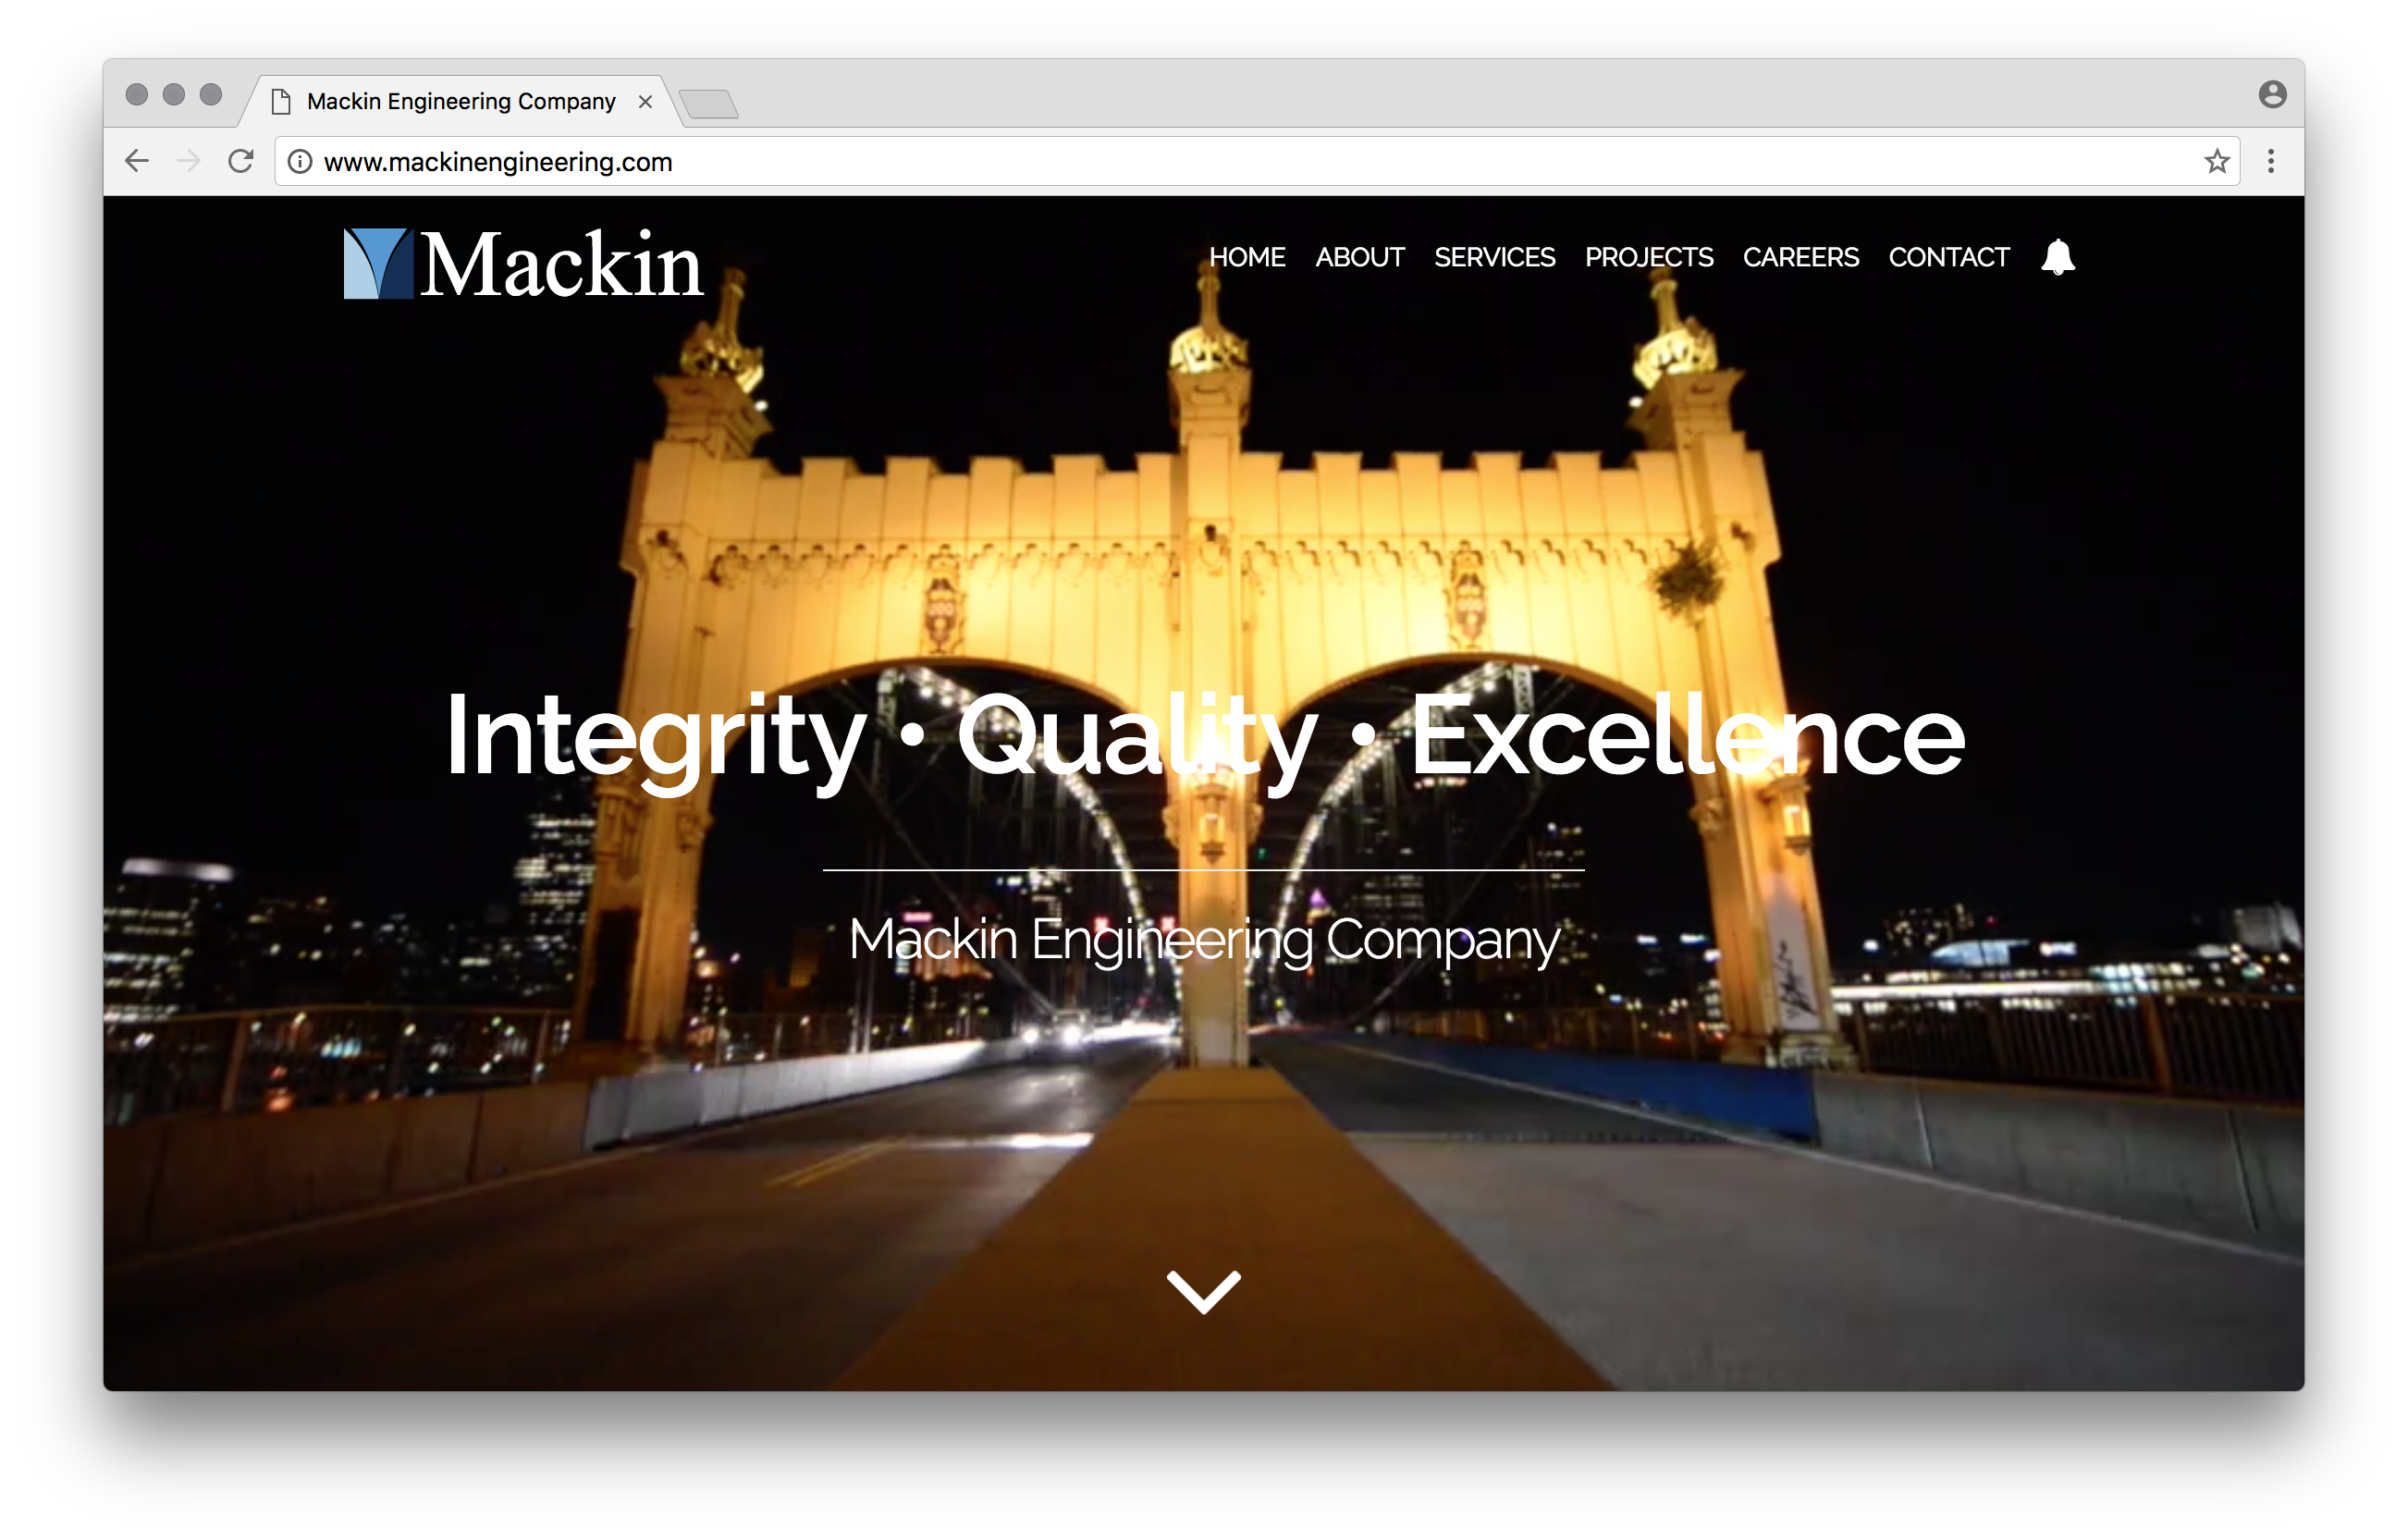 Mackin Engineering Company
www.mackinengineering.com
Mackin
HOME ABOUT SERVICES PROJECTS CAREERS CONTACT
Integrity • Quality • Excellence
Mackin Engineering Company